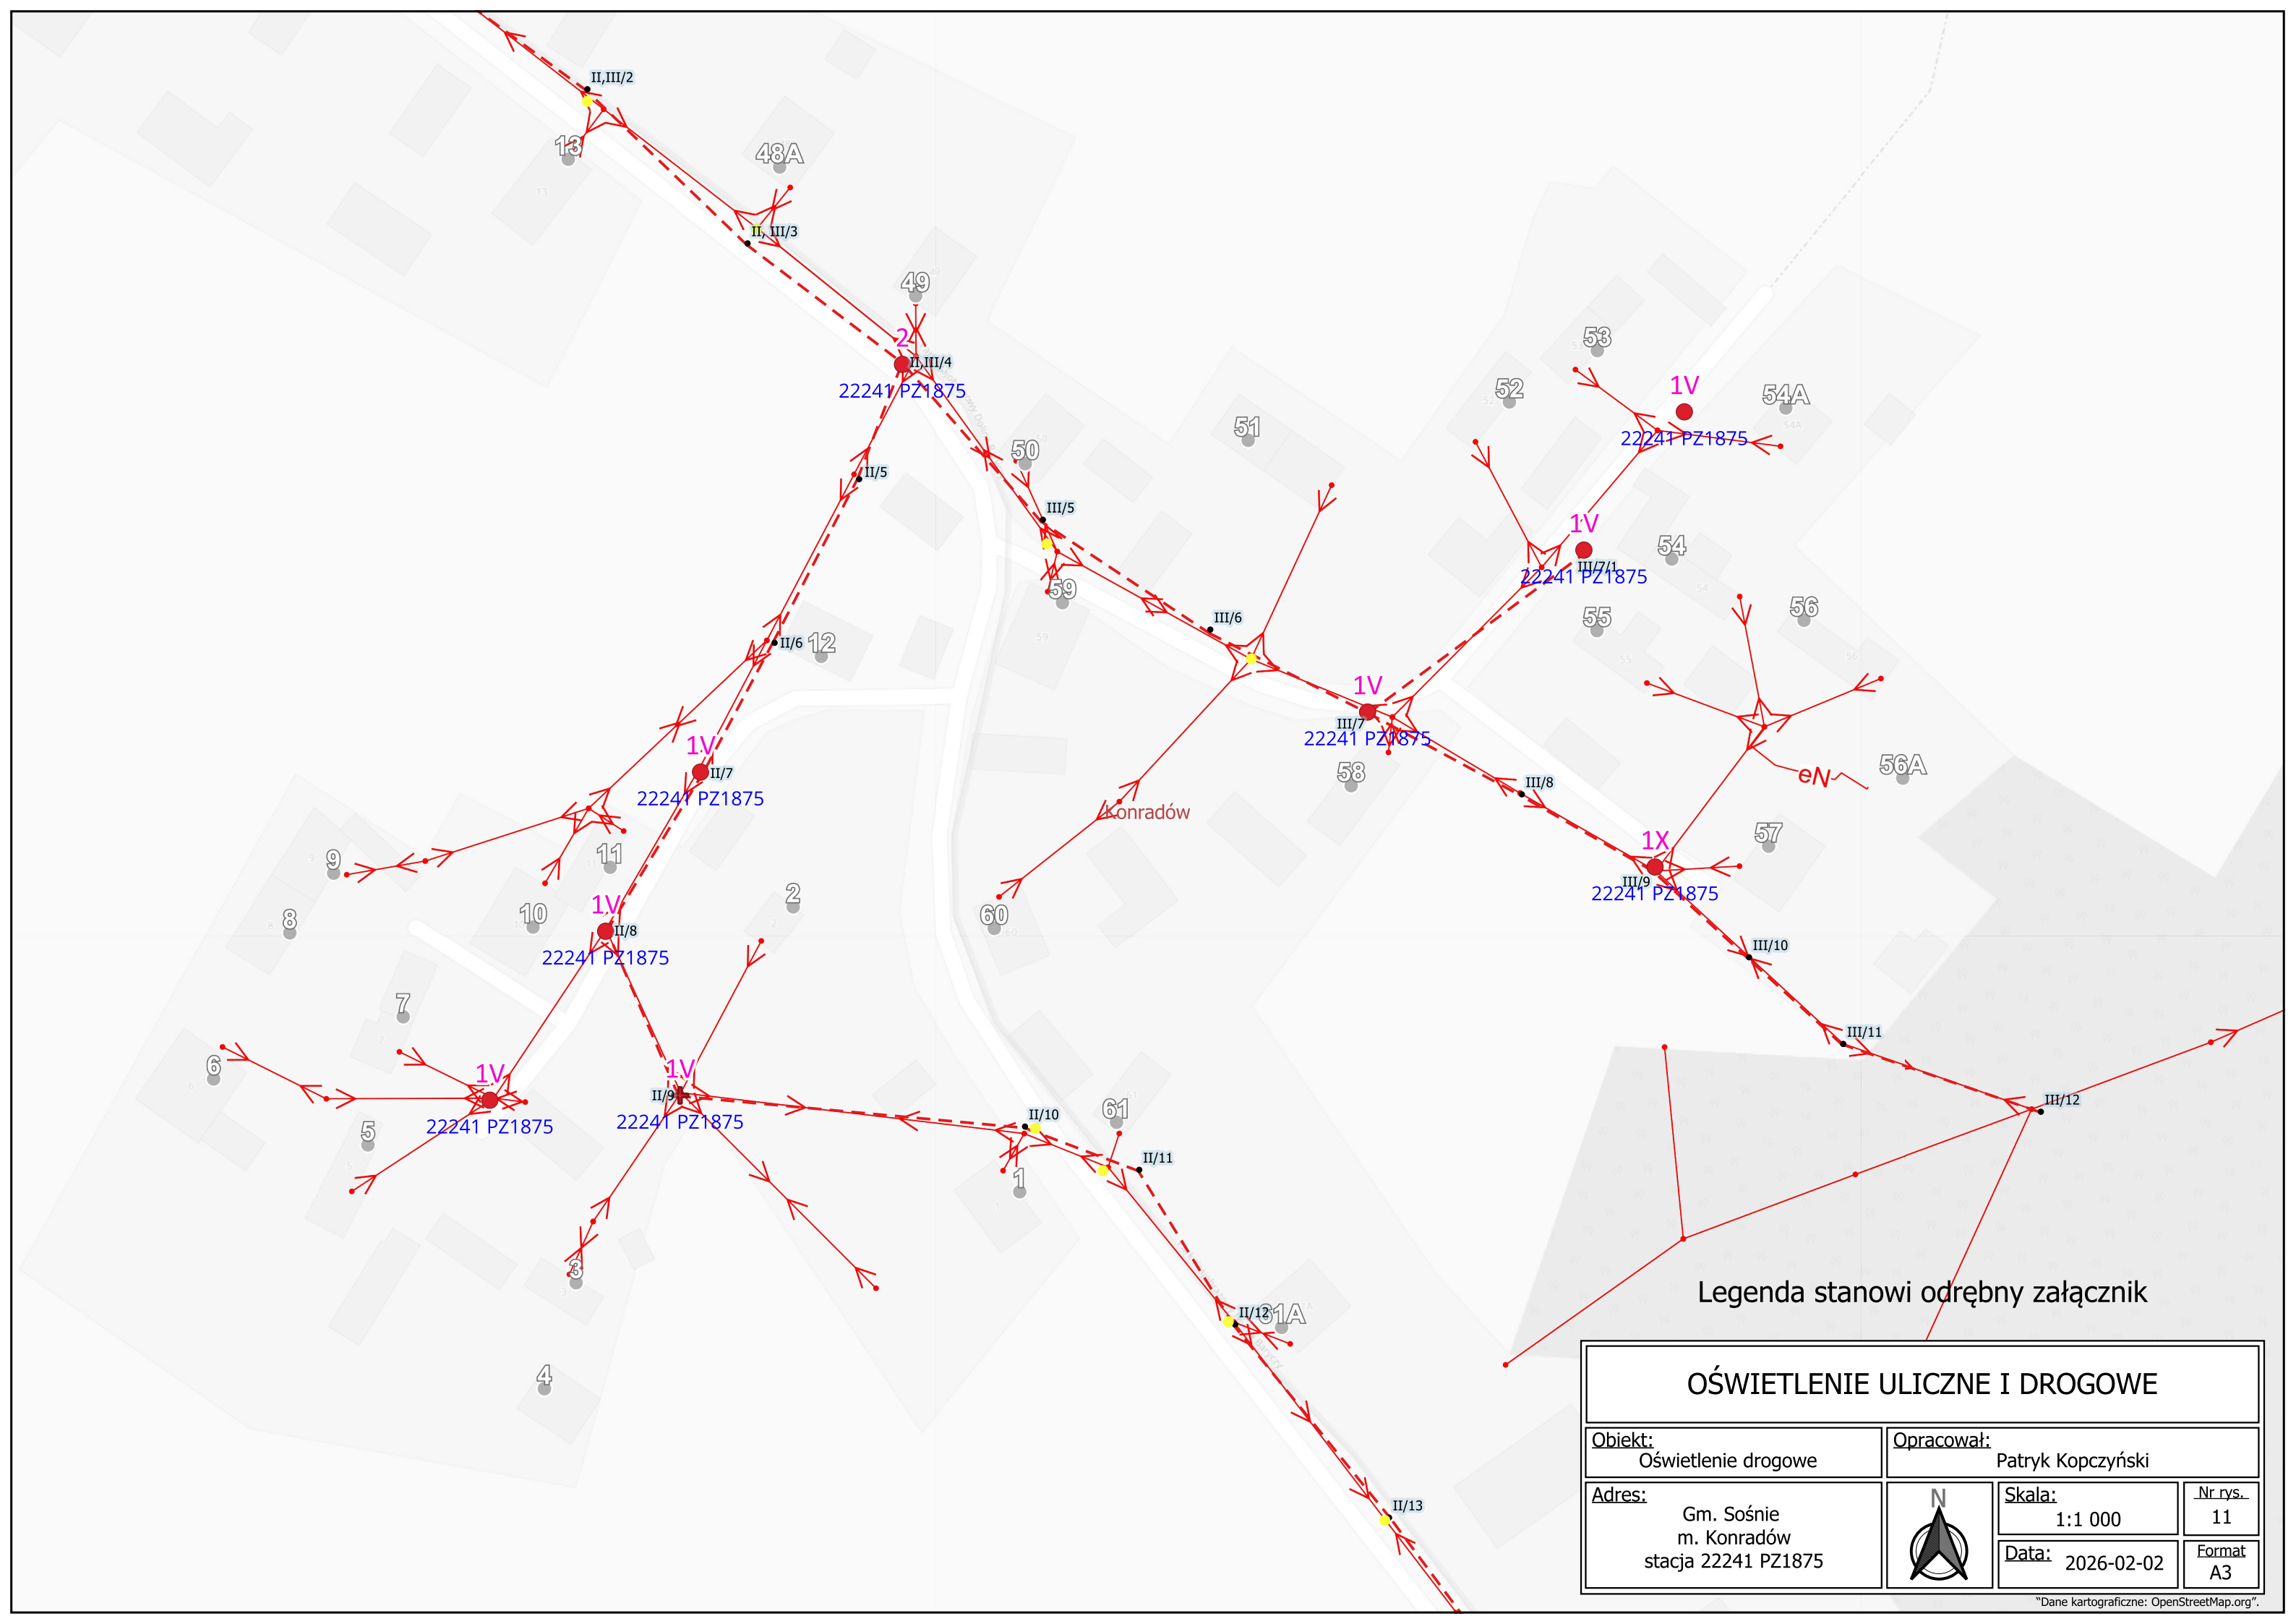 II,III/2
13
48A
II, III/3
49
2
II,III/4
22241 PZ1875
53
52
1V
54A
22241 PZ1875
51
50
II/5
III/5
1V
54
III/7/1
22241 PZ1875
59
III/6
55
56
12
II/6
1V
III/7
22241 PZ1875
1V
II/7
22241 PZ1875
58
III/8
eN
56A
Konradów
57
1X
III/9
22241 PZ1875
9
11
8
10
2
60
1V
II/8
22241 PZ1875
III/10
7
III/11
6
1V
22241 PZ1875
1V
II/9
22241 PZ1875
III/12
II/10
61
5
II/11
1
3
II/12
61A
4
II/13
Legenda stanowi odrębny załącznik
OŚWIETLENIE ULICZNE I DROGOWE
Obiekt:
Oświetlenie drogowe
Opracował:
Patryk Kopczyński
Adres:
Gm. Sośnie
m. Konradów
stacja 22241 PZ1875
N
Skala:
1:1 000
Nr rys.
11
Data: 2026-02-02
Format
A3
"Dane kartograficzne: OpenStreetMap.org".